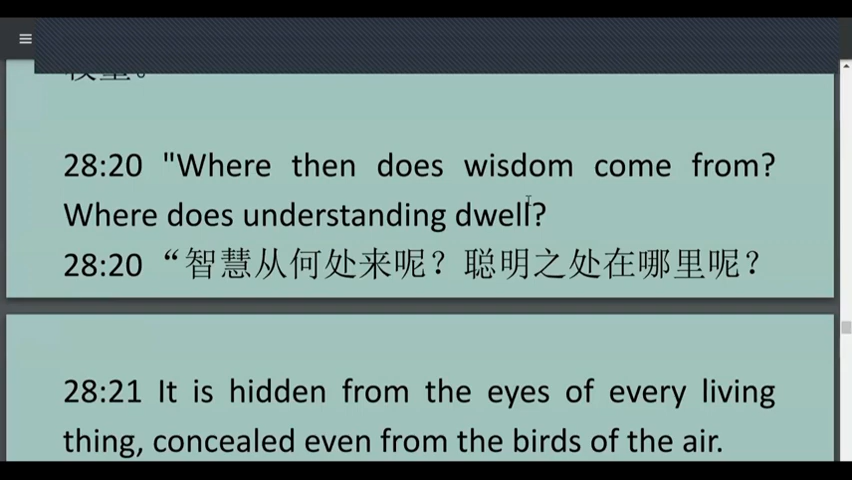 28:20 "Where then does wisdom come from?
Where does understanding dwell?
28:20 “智慧从何处来呢？聪明之处在哪里呢？
28:21 It is hidden from the eyes of every living
thing, concealed even from the birds of the air.